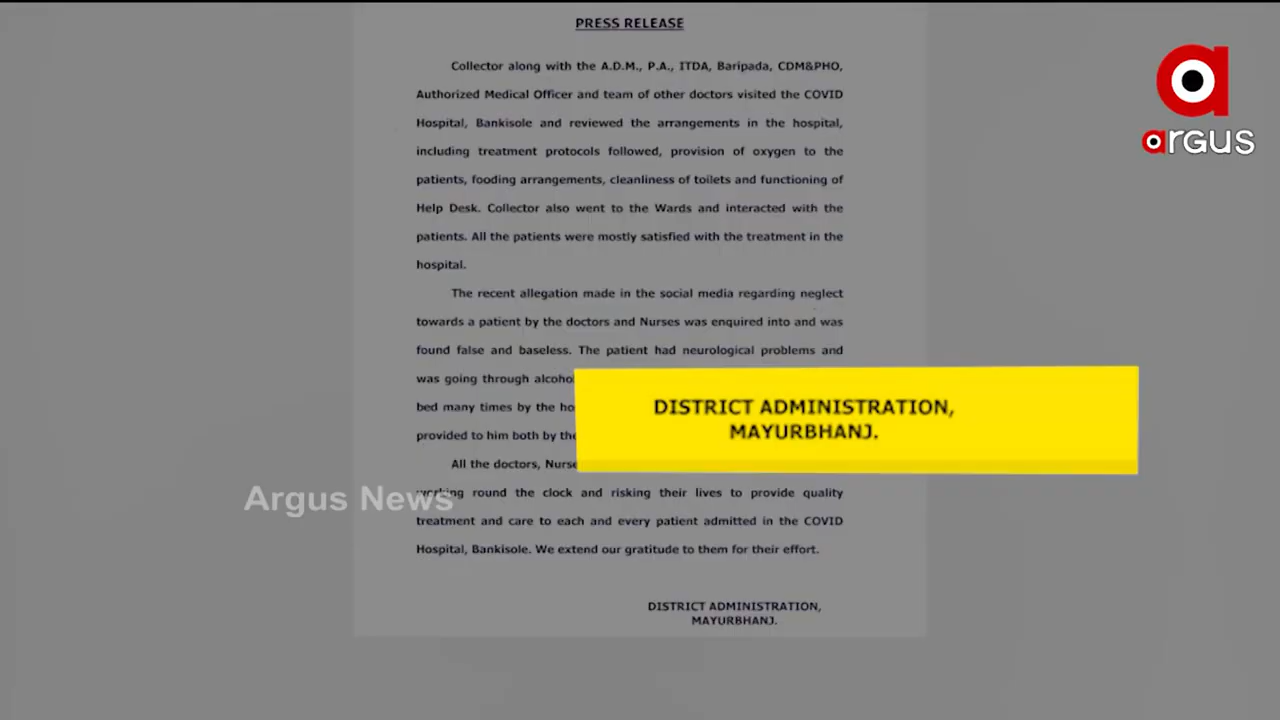 PRESS RELEASE
Collector along with the A.D.M., P.A., ITDA, Baripada, CDM&PHO,
Authorized Medical Officer and team of other doctors visited the COVID
Hospital, Bankisole and reviewed the arrangements in the hospital,
including treatment protocols followed, provision of oxygen to the
patients, fooding arrangements, cleanliness of toilets and functioning of
Help Desk. Collector also went to the Wards and interacted with the
patients. All the patients were mostly satisfied with the treatment in the
hospital.
The recent allegation made in the social media regarding neglect
towards a patient by the doctors and Nurses was enquired into and was
found false and baseless. The patient had neurological problems and
was going through
bed many times by the
provided to him both by the
All the doctors,
working round the clock and risking their lives to provide quality
treatment and care to each and every patient admitted in the COVID
Hospital, Bankisole. We extend our gratitude to them for their effort.
DISTRICT ADMINISTRATION,
MAYURBHANJ.
DISTRICT ADMINISTRATION,
MAYURBHANJ.
argus
Argus News